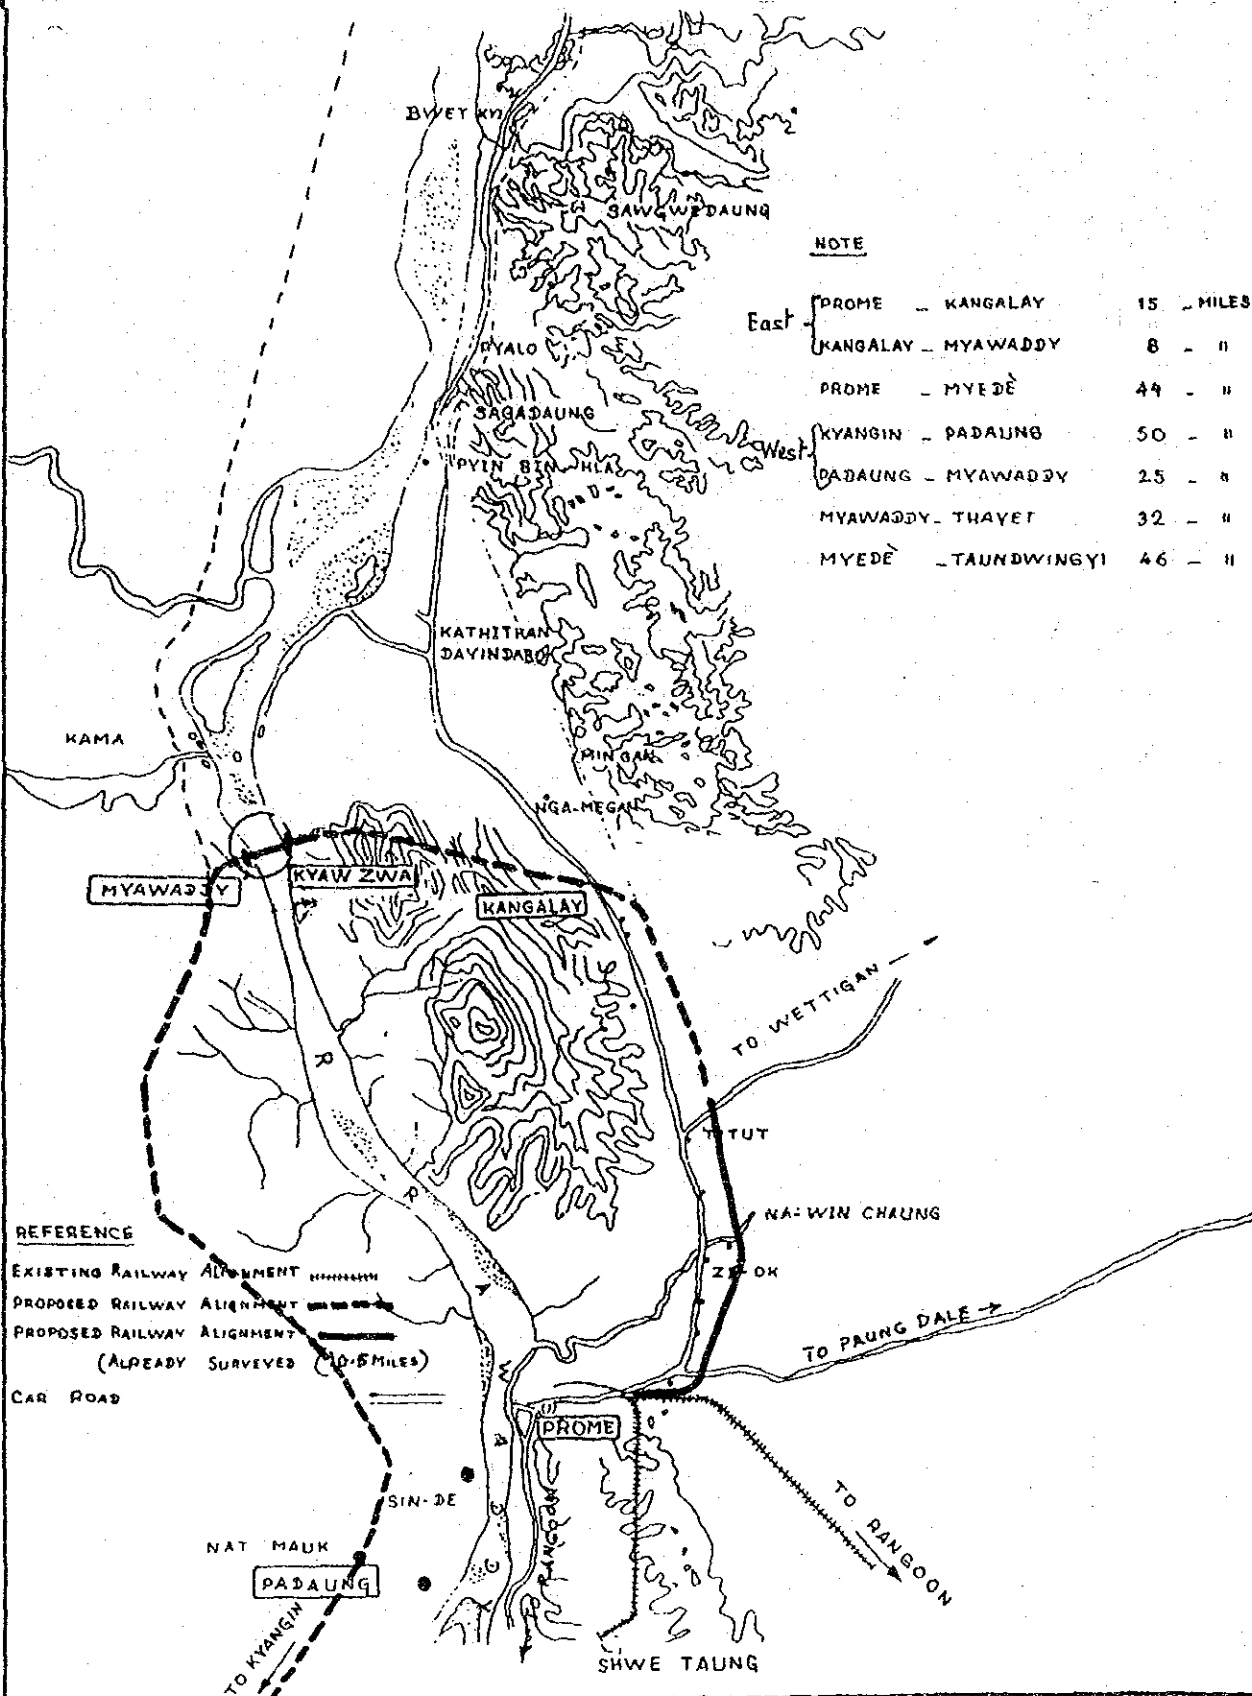 BWET KYI
SAWGWEDAUNG
NOTE
East
PROME - KANGALAY 15 - MILES
KANGALAY - MYAWADDY 8 - "
PROME - MYEDÈ 44 - "
West
KYANGIN - PADAUNG 50 - "
PADAUNG - MYAWADDY 25 - "
MYAWADDY - THAYET 32 - "
MYEDÈ - TAUNDWINGYI 46 - "
PYALO
SAGADAUNG
PYIN BIN HLA
KATHITHAN
DAYINDABO
KAMA
MINGAN
NGA-MEGAN
MYAWADDY
KYAW ZWA
KANGALAY
TO WETTIGAN
TUT
NA-WIN CHAUNG
REFERENCE
EXISTING RAILWAY ALIGNMENT
PROPOSED RAILWAY ALIGNMENT
PROPOSED RAILWAY ALIGNMENT
(ALREADY SURVEYED (10.5 MILES)
CAR ROAD
R R A W A D D Y
TO PAUNG DALE
PROME
SIN-DE
RANGOON
TO RANGOON
NAT MAUK
PADAUNG
TO KYANGIN
SHWE TAUNG